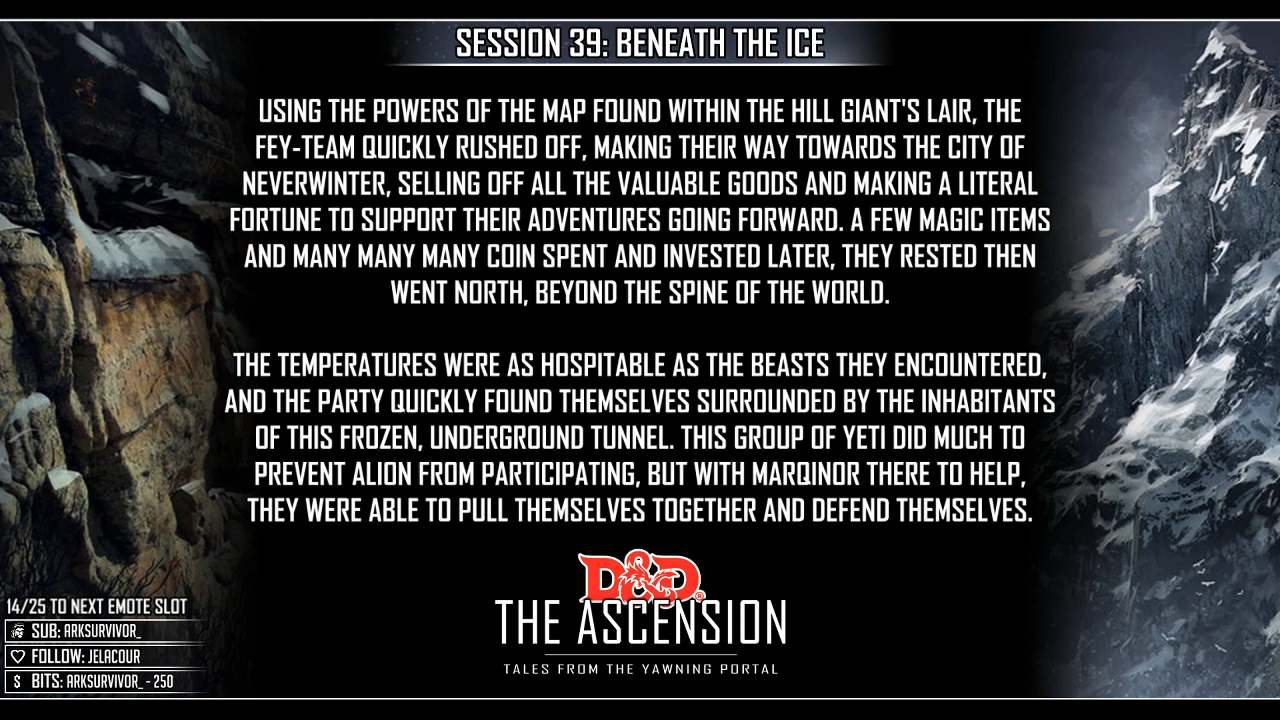 SESSION 39: BENEATH THE ICE
USING THE POWERS OF THE MAP FOUND WITHIN THE HILL GIANT'S LAIR, THE
FEY-TEAM QUICKLY RUSHED OFF, MAKING THEIR WAY TOWARDS THE CITY OF
NEVERWINTER, SELLING OFF ALL THE VALUABLE GOODS AND MAKING A LITERAL
FORTUNE TO SUPPORT THEIR ADVENTURES GOING FORWARD. A FEW MAGIC ITEMS
AND MANY MANY MANY COIN SPENT AND INVESTED LATER, THEY RESTED THEN
WENT NORTH, BEYOND THE SPINE OF THE WORLD.
THE TEMPERATURES WERE AS HOSPITABLE AS THE BEASTS THEY ENCOUNTERED,
AND THE PARTY QUICKLY FOUND THEMSELVES SURROUNDED BY THE INHABITANTS
OF THIS FROZEN, UNDERGROUND TUNNEL. THIS GROUP OF YETI DID MUCH TO
PREVENT ALION FROM PARTICIPATING, BUT WITH MARQINOR THERE TO HELP,
THEY WERE ABLE TO PULL THEMSELVES TOGETHER AND DEFEND THEMSELVES.
D&D®
THE ASCENSION
TALES FROM THE YAWNING PORTAL
14/25 TO NEXT EMOTE SLOT
SUB: ARKSURVIVOR_
FOLLOW: JELACOUR
$ BITS: ARKSURVIVOR_ - 250